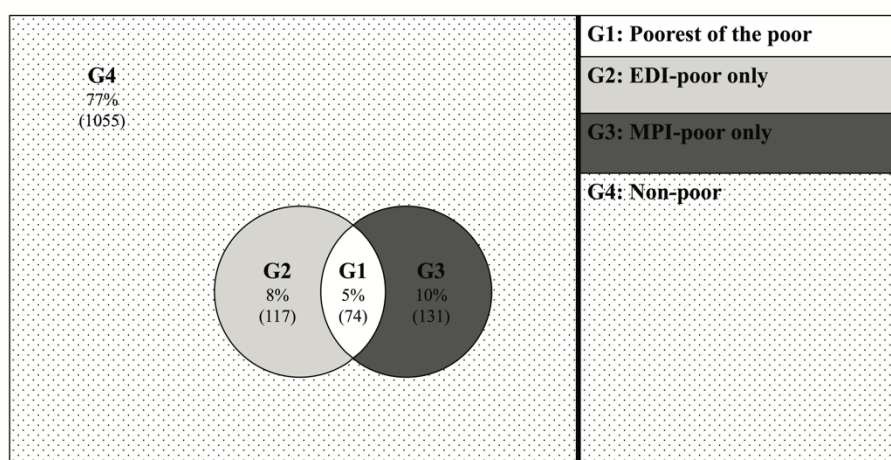 G4
77%
(1055)
G2
8%
(117)
G1
5%
(74)
G3
10%
(131)
G1: Poorest of the poor
G2: EDI-poor only
G3: MPI-poor only
G4: Non-poor